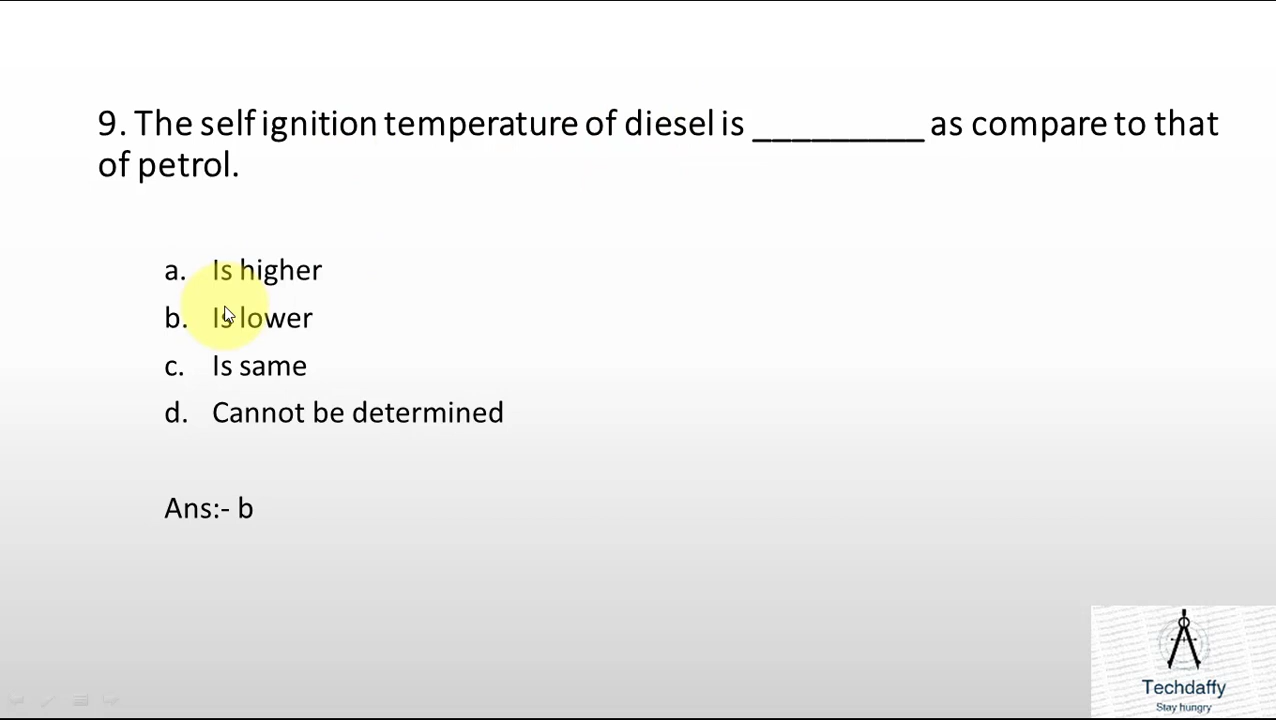 9. The self ignition temperature of diesel is _________ as compare to that
of petrol.
a. Is higher
b. Is lower
c. Is same
d. Cannot be determined
Ans:- b
Techdaffy
Stay hungry